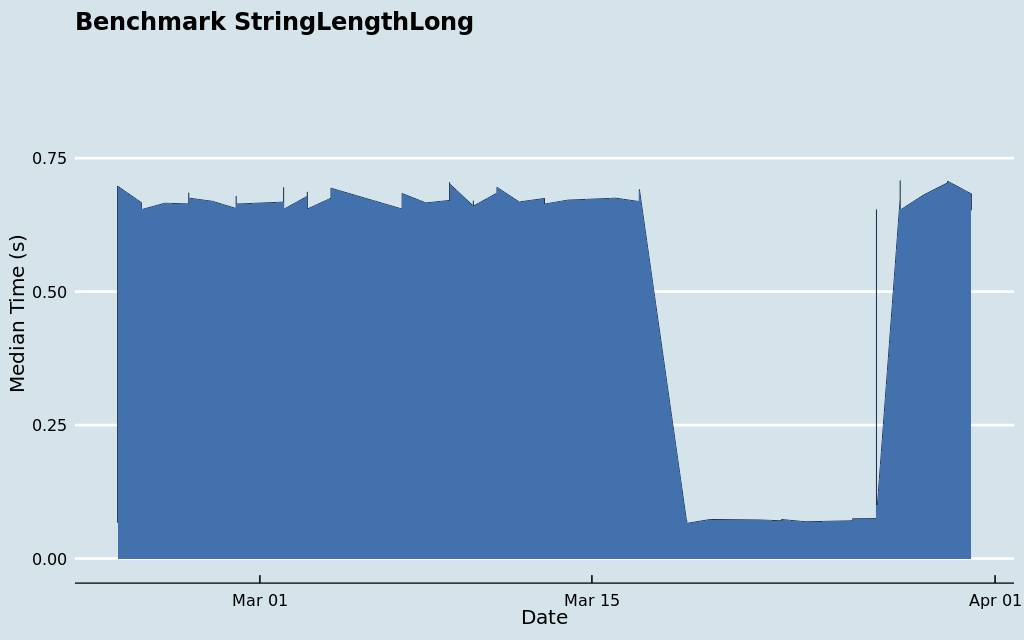 Benchmark StringLengthLong
0.75
0.50
0.25
0.00
Median Time (s)
Mar 01
Mar 15
Apr 01
Date